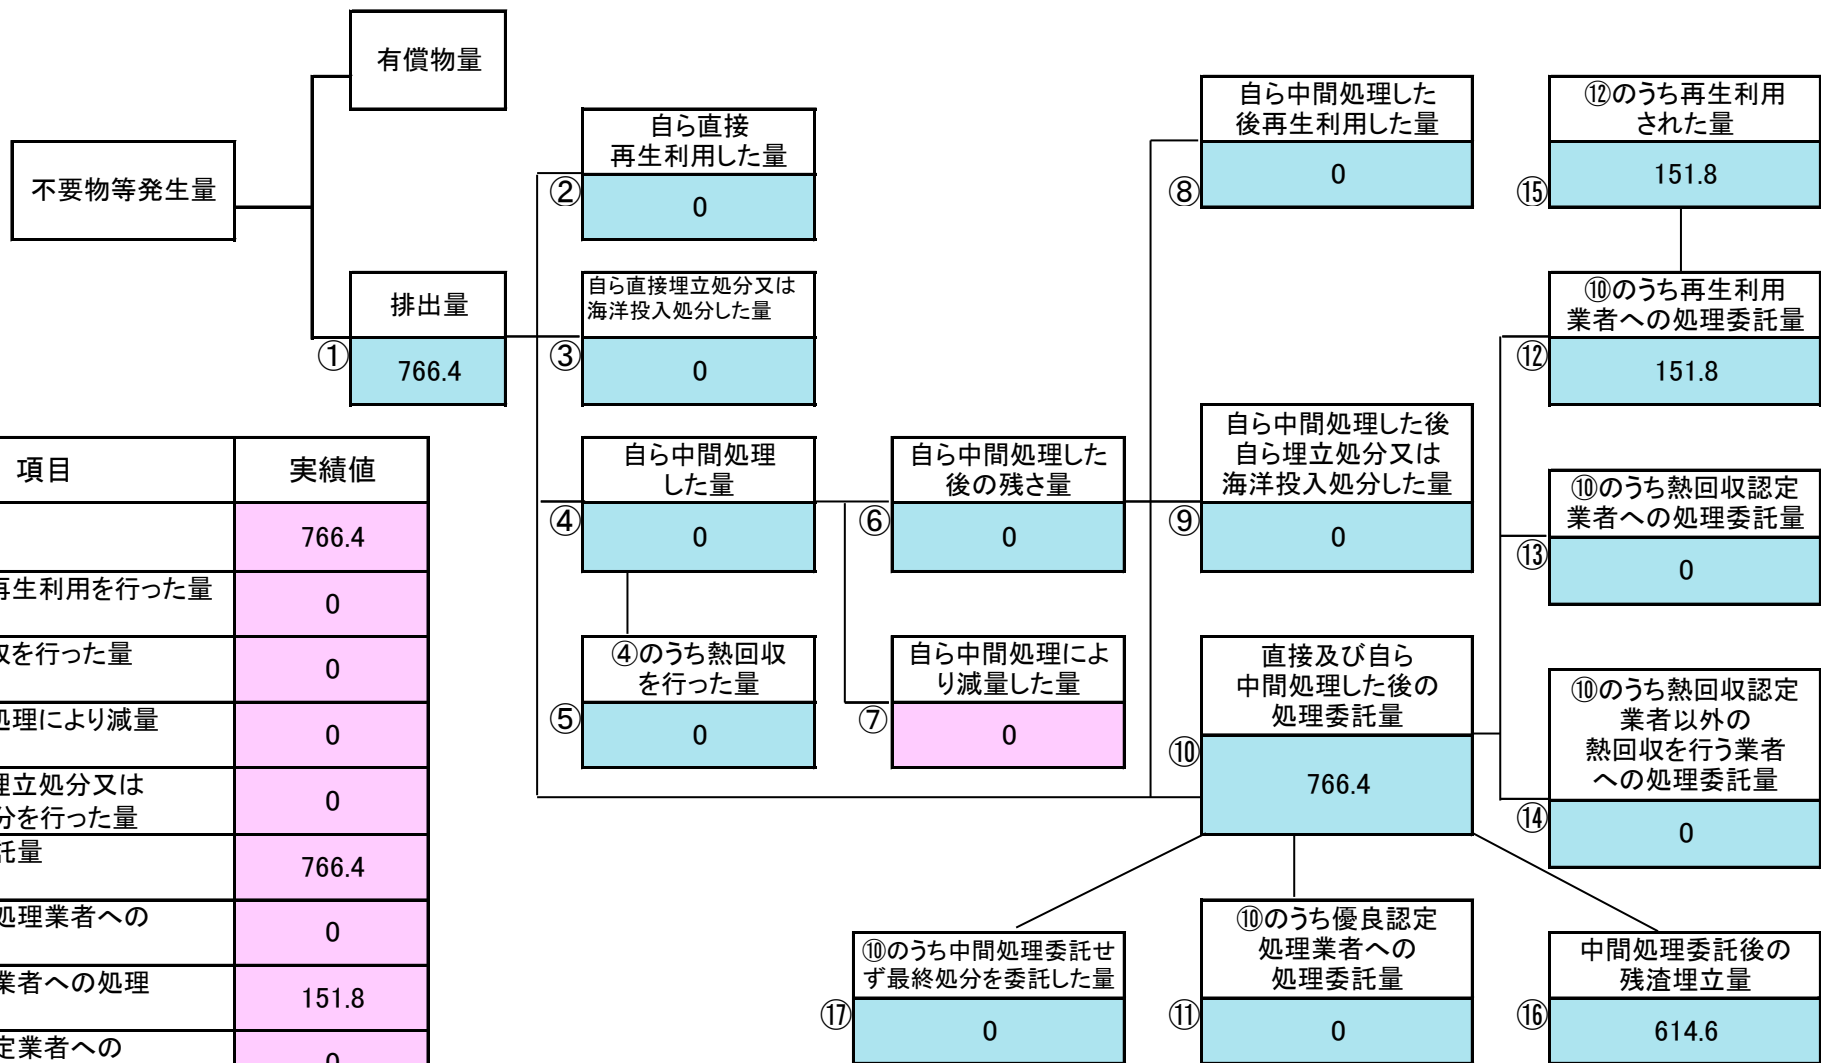 有償物量
不要物等発生量
排出量
①
766.4
自ら直接
再生利用した量
②
0
自ら直接埋立処分又は
海洋投入処分した量
③
0
自ら中間処理
した量
④
0
④のうち熱回収
を行った量
⑤
0
自ら中間処理した
後の残さ量
⑥
0
自ら中間処理によ
り減量した量
⑦
0
自ら中間処理した
後再生利用した量
⑧
0
自ら中間処理した後
自ら埋立処分又は
海洋投入処分した量
⑨
0
直接及び自ら
中間処理した後の
処理委託量
⑩
766.4
⑫のうち再生利用
された量
⑮
151.8
⑩のうち再生利用
業者への処理委託量
⑫
151.8
⑩のうち熱回収認定
業者への処理委託量
⑬
0
⑩のうち熱回収認定
業者以外の
熱回収を行う業者
への処理委託量
⑭
0
⑩のうち中間処理委託せ
ず最終処分を委託した量
⑰
0
⑩のうち優良認定
処理業者への
処理委託量
⑪
0
中間処理委託後の
残渣埋立量
⑯
614.6
項目 実績値
766.4
再生利用を行った量
0
を行った量
0
処理により減量
0
埋立処分又は
分を行った量
0
託量
766.4
処理業者への
0
業者への処理
151.8
定業者への
0